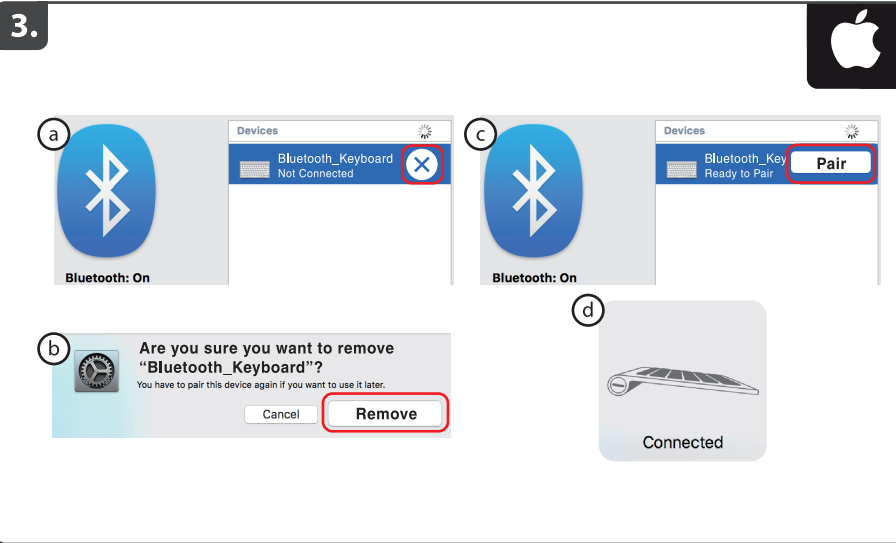 3.
a
Devices
Bluetooth_Keyboard
Not Connected
Bluetooth: On
b
Are you sure you want to remove
“Bluetooth_Keyboard”?
You have to pair this device again if you want to use it later.
Cancel
Remove
c
Devices
Bluetooth_Key
Pair
Ready to Pair
Bluetooth: On
d
Connected